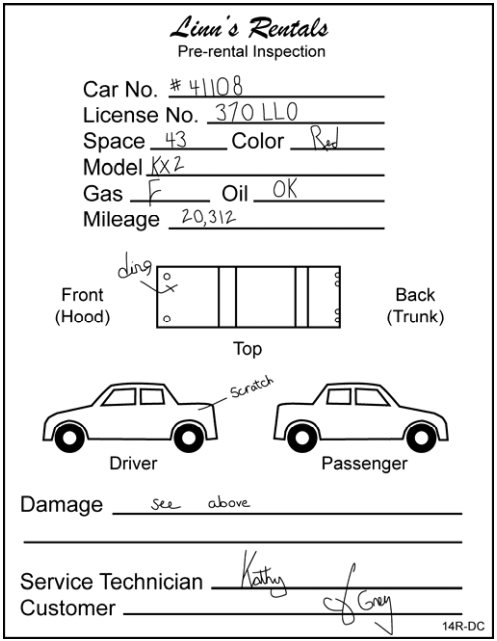 Linn's Rentals
Pre-rental Inspection
Car No. # 41108
License No. 370 LLO
Space 43 Color Red
Model KX2
Gas F Oil OK
Mileage 20,312
ding
Front
(Hood)
Back
(Trunk)
Top
scratch
Driver
Passenger
Damage see above
Service Technician Kathy
Customer J Grey
14R-DC